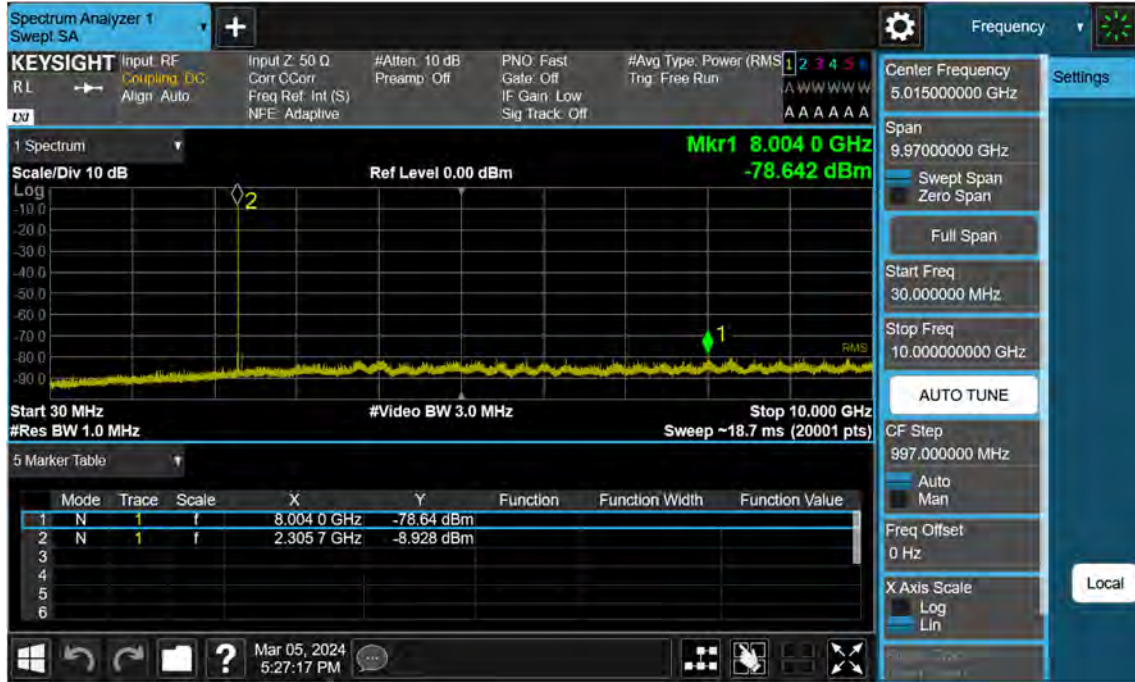 Spectrum Analyzer 1
Swept SA
+
Frequency
KEYSIGHT
RL
LXI
Input: RF
Coupling: DC
Align: Auto
Input Z: 50 Ω
Corr CCorr
Freq Ref: Int (S)
NFE: Adaptive
#Atten: 10 dB
Preamp: Off
PNO: Fast
Gate: Off
IF Gain: Low
Sig Track: Off
#Avg Type: Power (RMS
Trig: Free Run
1 2 3 4 5 6
A W W W W W
A A A A A A
1 Spectrum
Mkr1 8.004 0 GHz
Scale/Div 10 dB
Ref Level 0.00 dBm
-78.642 dBm
Log
-10.0
-20.0
-30.0
-40.0
-50.0
-60.0
-70.0
-80.0
-90.0
2
1
RMS
Start 30 MHz
#Video BW 3.0 MHz
Stop 10.000 GHz
#Res BW 1.0 MHz
Sweep ~18.7 ms (20001 pts)
5 Marker Table
Mode Trace Scale X Y Function Function Width Function Value
1 N 1 f 8.004 0 GHz -78.64 dBm
2 N 1 f 2.305 7 GHz -8.928 dBm
3
4
5
6
Mar 05, 2024
5:27:17 PM
?
Center Frequency
5.015000000 GHz
Settings
Span
9.97000000 GHz
Swept Span
Zero Span
Full Span
Start Freq
30.000000 MHz
Stop Freq
10.000000000 GHz
AUTO TUNE
CF Step
997.000000 MHz
Auto
Man
Freq Offset
0 Hz
X Axis Scale
Log
Lin
Local